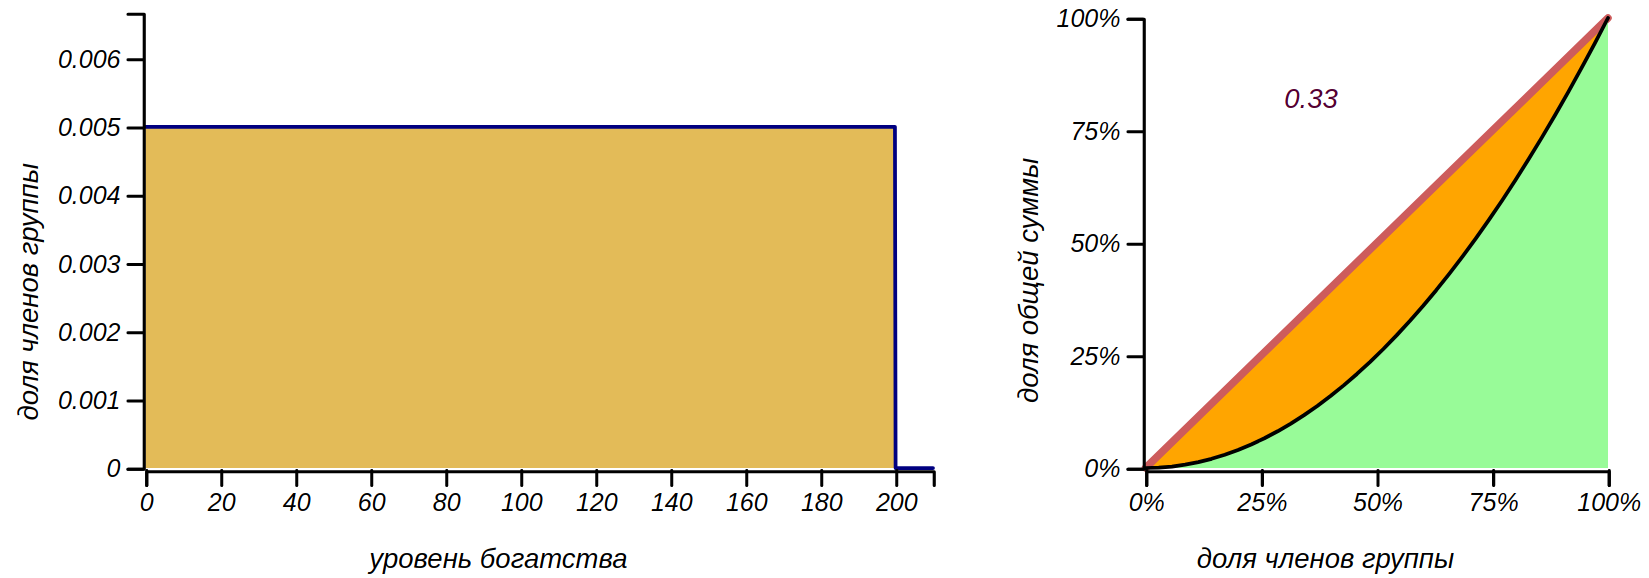 доля членов группы
0.006
0.005
0.004
0.003
0.002
0.001
0
0 20 40 60 80 100 120 140 160 180 200
уровень богатства
доля общей суммы
100%
75%
50%
25%
0%
0.33
0% 25% 50% 75% 100%
доля членов группы